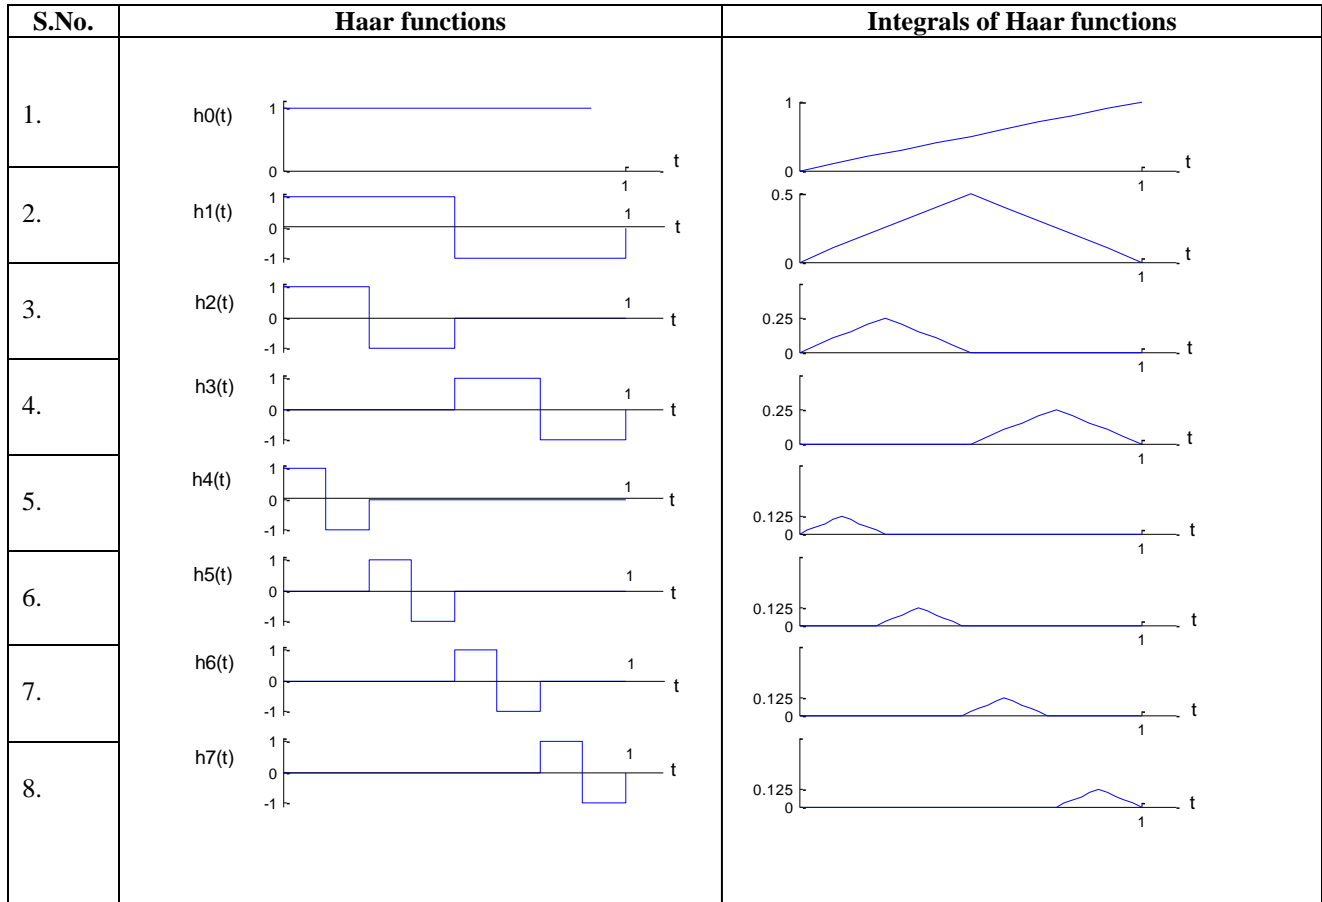 S.No. Haar functions Integrals of Haar functions
1. h0(t) 1 0 1 t 1 0 1 t
2. h1(t) 1 0 -1 1 t 0.5 0 1 t
3. h2(t) 1 0 -1 1 t 0.25 0 1 t
4. h3(t) 1 0 -1 1 t 0.25 0 1 t
5. h4(t) 1 0 -1 1 t 0.125 0 1 t
6. h5(t) 1 0 -1 1 t 0.125 0 1 t
7. h6(t) 1 0 -1 1 t 0.125 0 1 t
8. h7(t) 1 0 -1 1 t 0.125 0 1 t